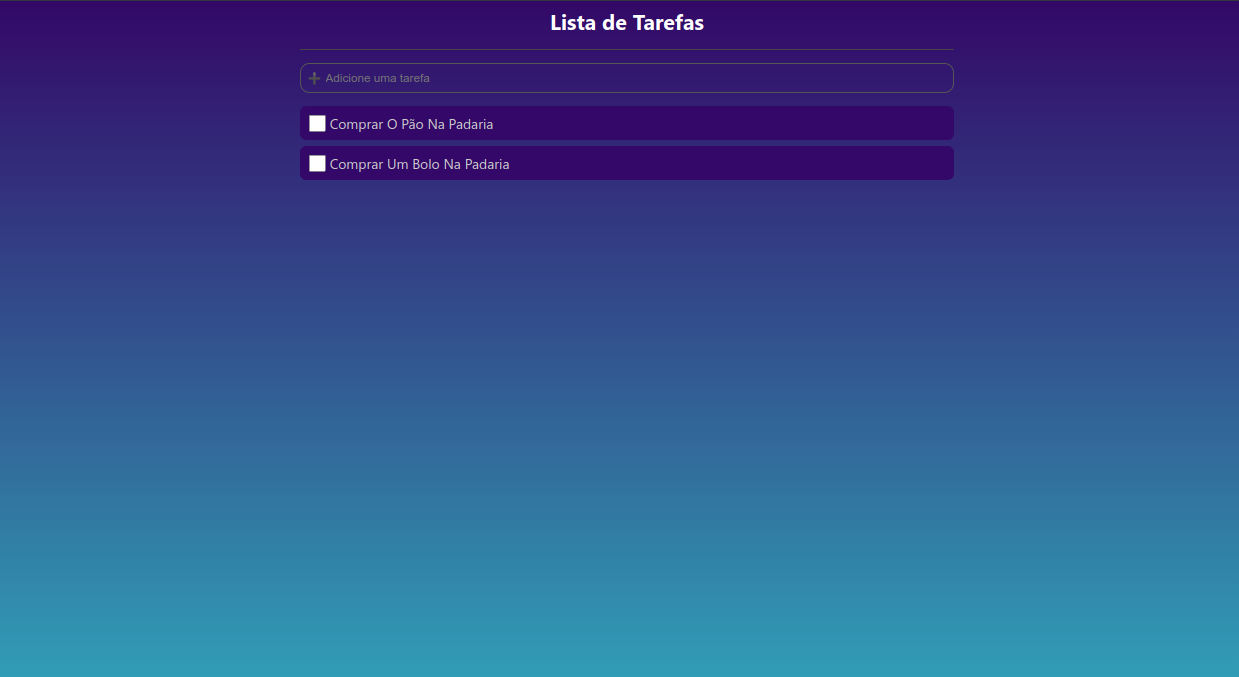 Lista de Tarefas
➕ Adicione uma tarefa
Comprar O Pão Na Padaria
Comprar Um Bolo Na Padaria